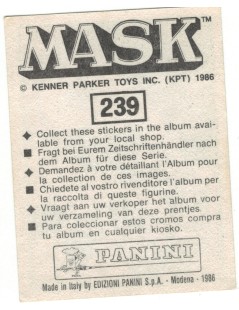 MASK™
© KENNER PARKER TOYS INC. (KPT) 1986
239
◆ Collect these stickers in the album avai-
lable from your local shop.
■ Fragt bei Eurem Zeitschriftenhändler nach
dem Album für diese Serie.
◆ Demandez à votre détaillant l'Album pour
la collection de ces images.
■ Chiedete al vostro rivenditore l'album per
la raccolta di queste figurine.
◆ Vraagt aan uw verkoper het album voor
uw verzameling van deze prentjes.
■ Para coleccionar estos cromos compra
tu album en cualquier kiosko.
PANINI
Made in Italy by EDIZIONI PANINI S.p.A. - Modena - 1986